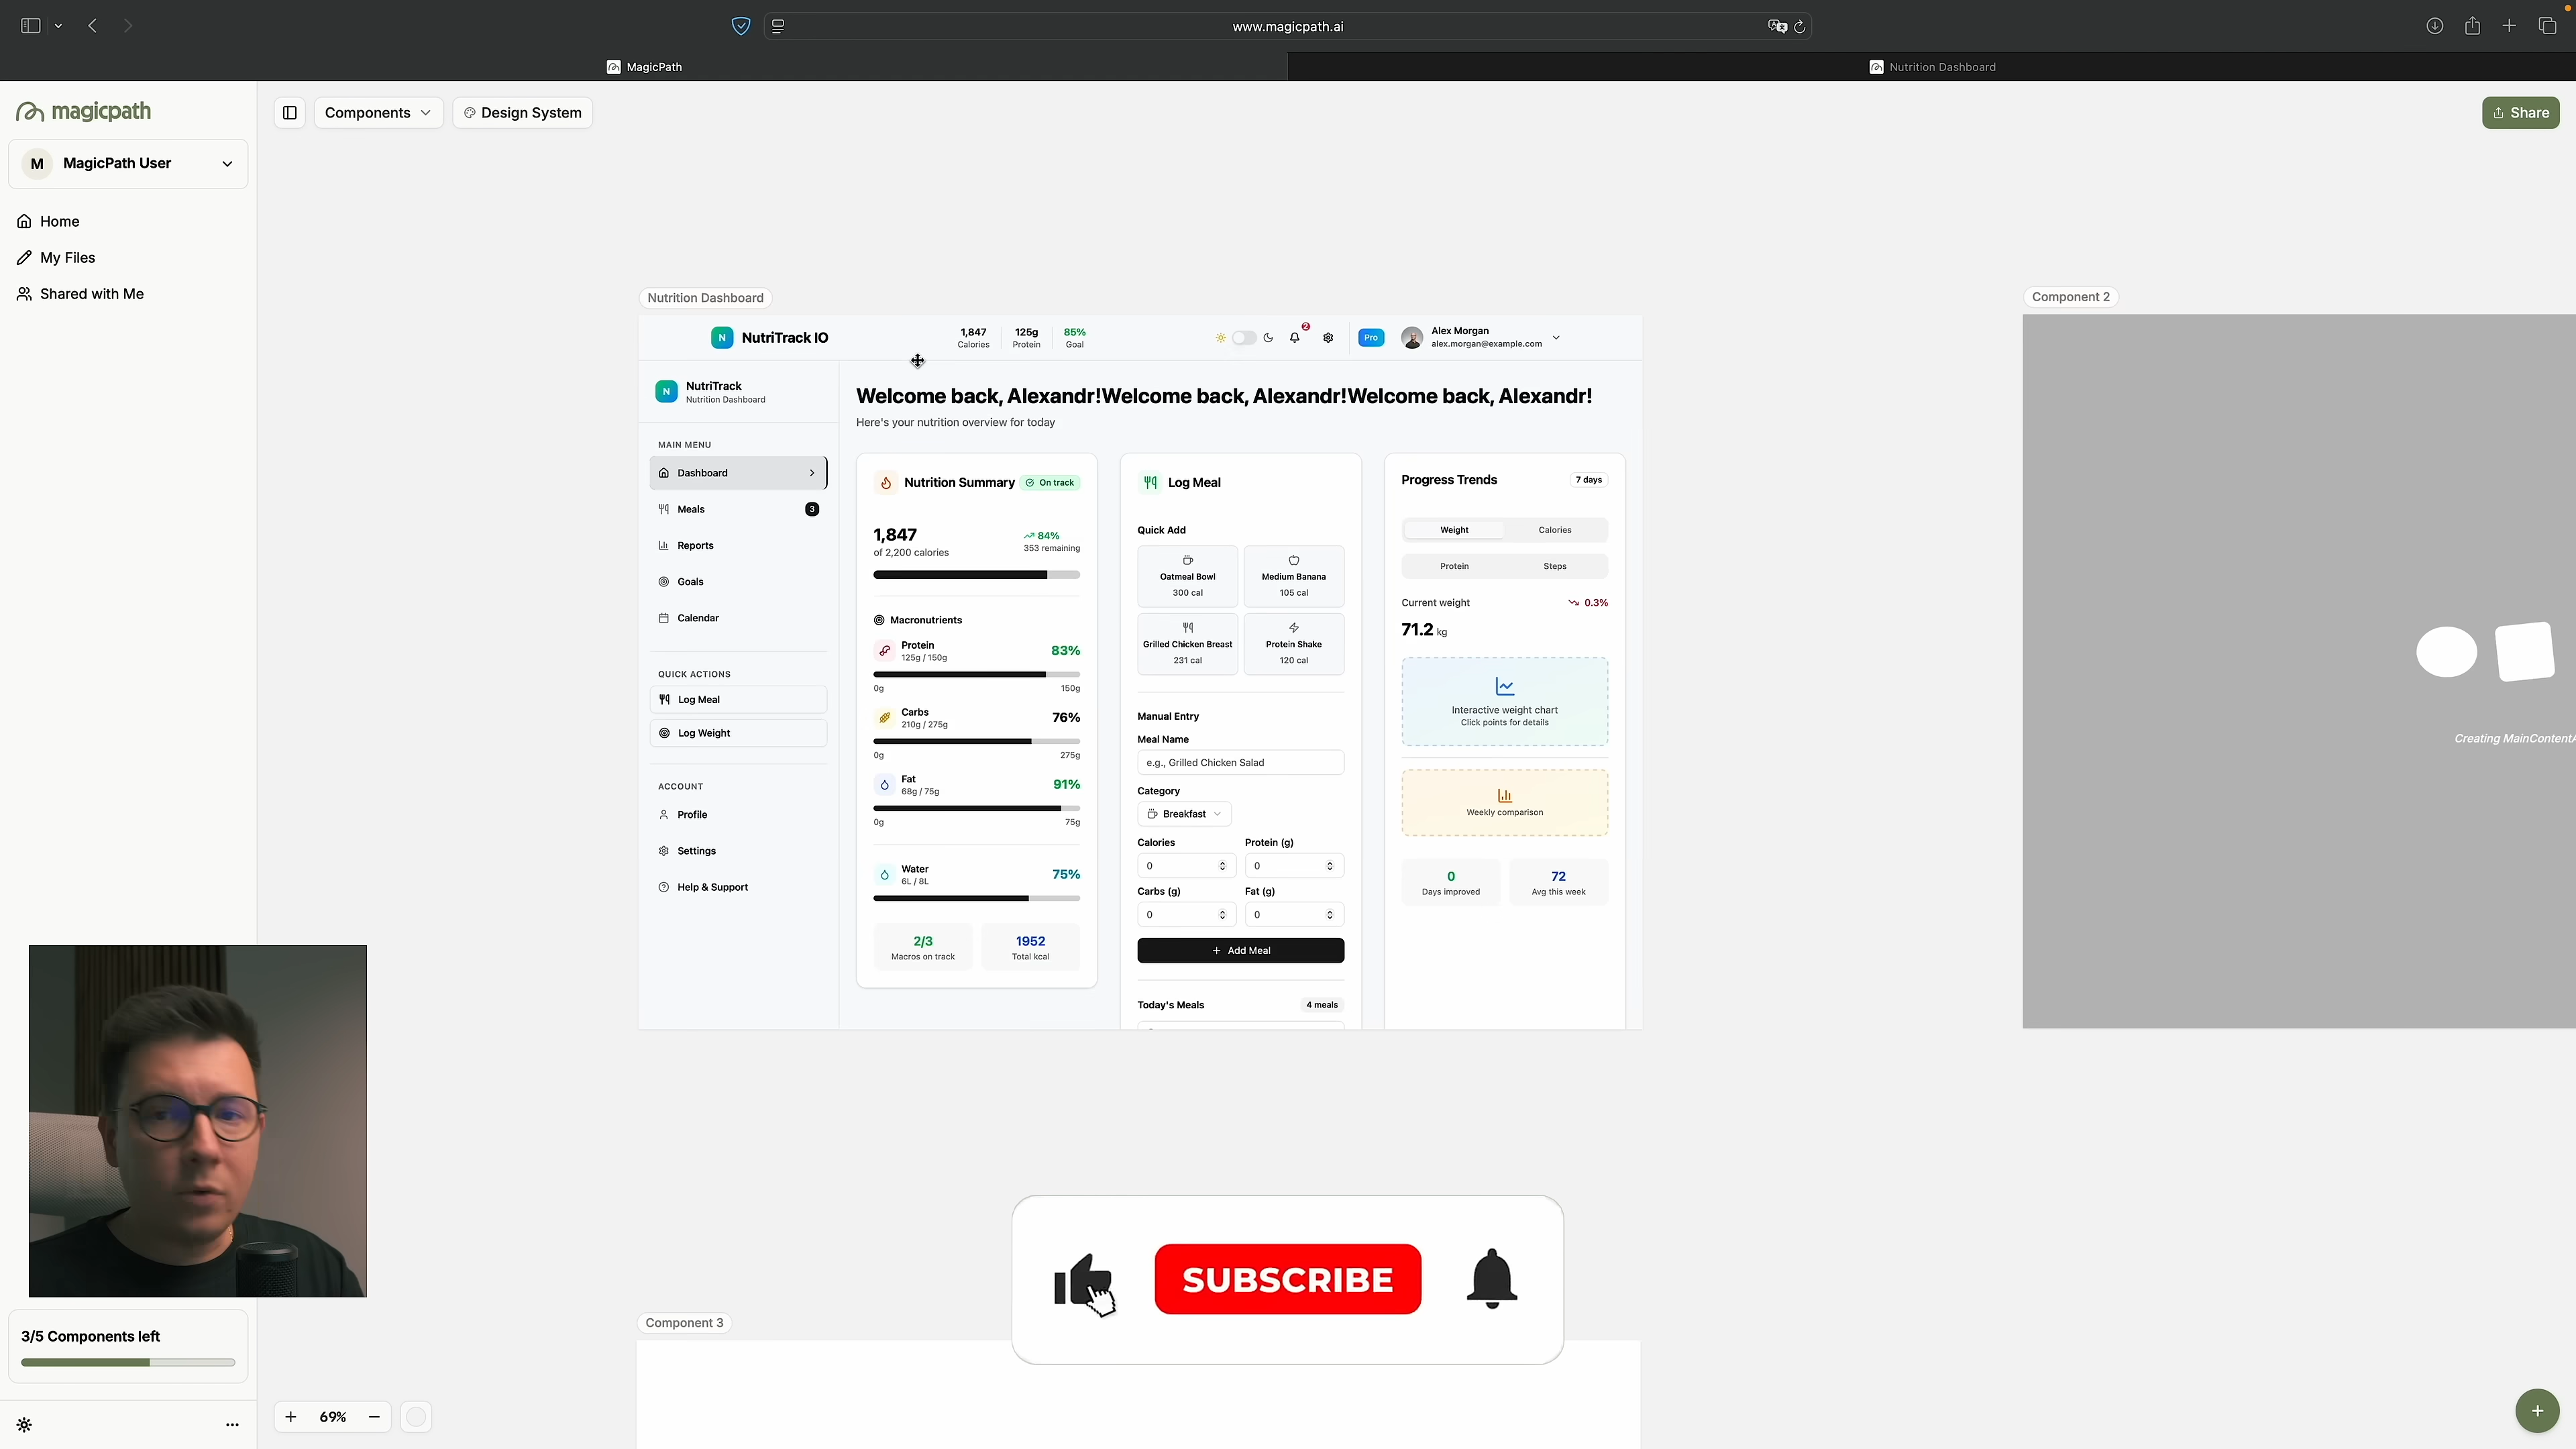 www.magicpath.ai
MagicPath
Nutrition Dashboard
magicpath
Components
Design System
Share
M
MagicPath User
Home
My Files
Shared with Me
Nutrition Dashboard
Component 2
N
NutriTrack IO
1,847
Calories
125g
Protein
85%
Goal
2
Pro
Alex Morgan
alex.morgan@example.com
N
NutriTrack
Nutrition Dashboard
MAIN MENU
Dashboard
Meals
3
Reports
Goals
Calendar
QUICK ACTIONS
Log Meal
Log Weight
ACCOUNT
Profile
Settings
Help & Support
Welcome back, Alexandr!Welcome back, Alexandr!Welcome back, Alexandr!
Here's your nutrition overview for today
Nutrition Summary
On track
1,847
of 2,200 calories
84%
353 remaining
Macronutrients
Protein
125g / 150g
83%
0g
150g
Carbs
210g / 275g
76%
0g
275g
Fat
68g / 75g
91%
0g
75g
Water
6L / 8L
75%
2/3
Macros on track
1952
Total kcal
Log Meal
Quick Add
Oatmeal Bowl
300 cal
Medium Banana
105 cal
Grilled Chicken Breast
231 cal
Protein Shake
120 cal
Manual Entry
Meal Name
e.g., Grilled Chicken Salad
Category
Breakfast
Calories
Protein (g)
0
0
Carbs (g)
Fat (g)
0
0
Add Meal
Today's Meals
4 meals
Progress Trends
7 days
Weight
Calories
Protein
Steps
Current weight
0.3%
71.2 kg
Interactive weight chart
Click points for details
Weekly comparison
0
Days improved
72
Avg this week
Creating MainContentA
SUBSCRIBE
Component 3
3/5 Components left
69%